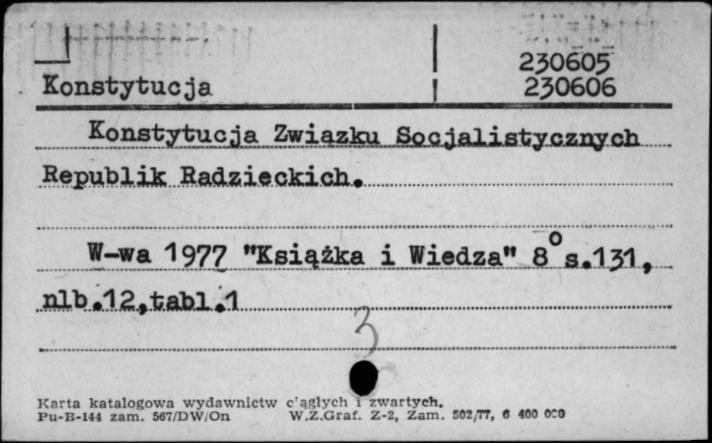 230605
Konstytucja 230606
Konstytucja Związku Socjalistycznych
Republik Radzieckich.
W-wa 1977 "Książka i Wiedza" 8° s.131,
nlb.12,tabl.1
3
Karta katalogowa wydawnictw c'ągłych i zwartych.
Pu-B-144 zam. 567/DW/On W.Z.Graf. Z-2, Zam. 502/77, 6 400 000